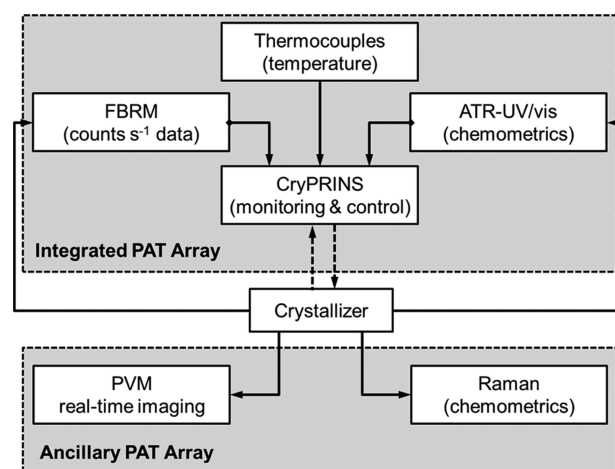 Thermocouples
(temperature)
FBRM
(counts s⁻¹ data)
ATR-UV/vis
(chemometrics)
CryPRINS
(monitoring & control)
Integrated PAT Array
Crystallizer
PVM
real-time imaging
Raman
(chemometrics)
Ancillary PAT Array